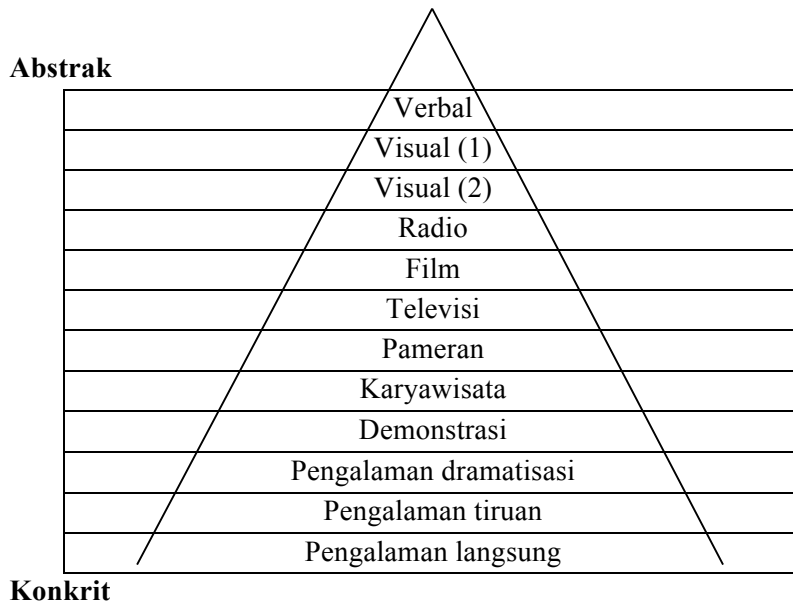 Abstrak
Verbal
Visual (1)
Visual (2)
Radio
Film
Televisi
Pameran
Karyawisata
Demonstrasi
Pengalaman dramatisasi
Pengalaman tiruan
Pengalaman langsung
Konkrit